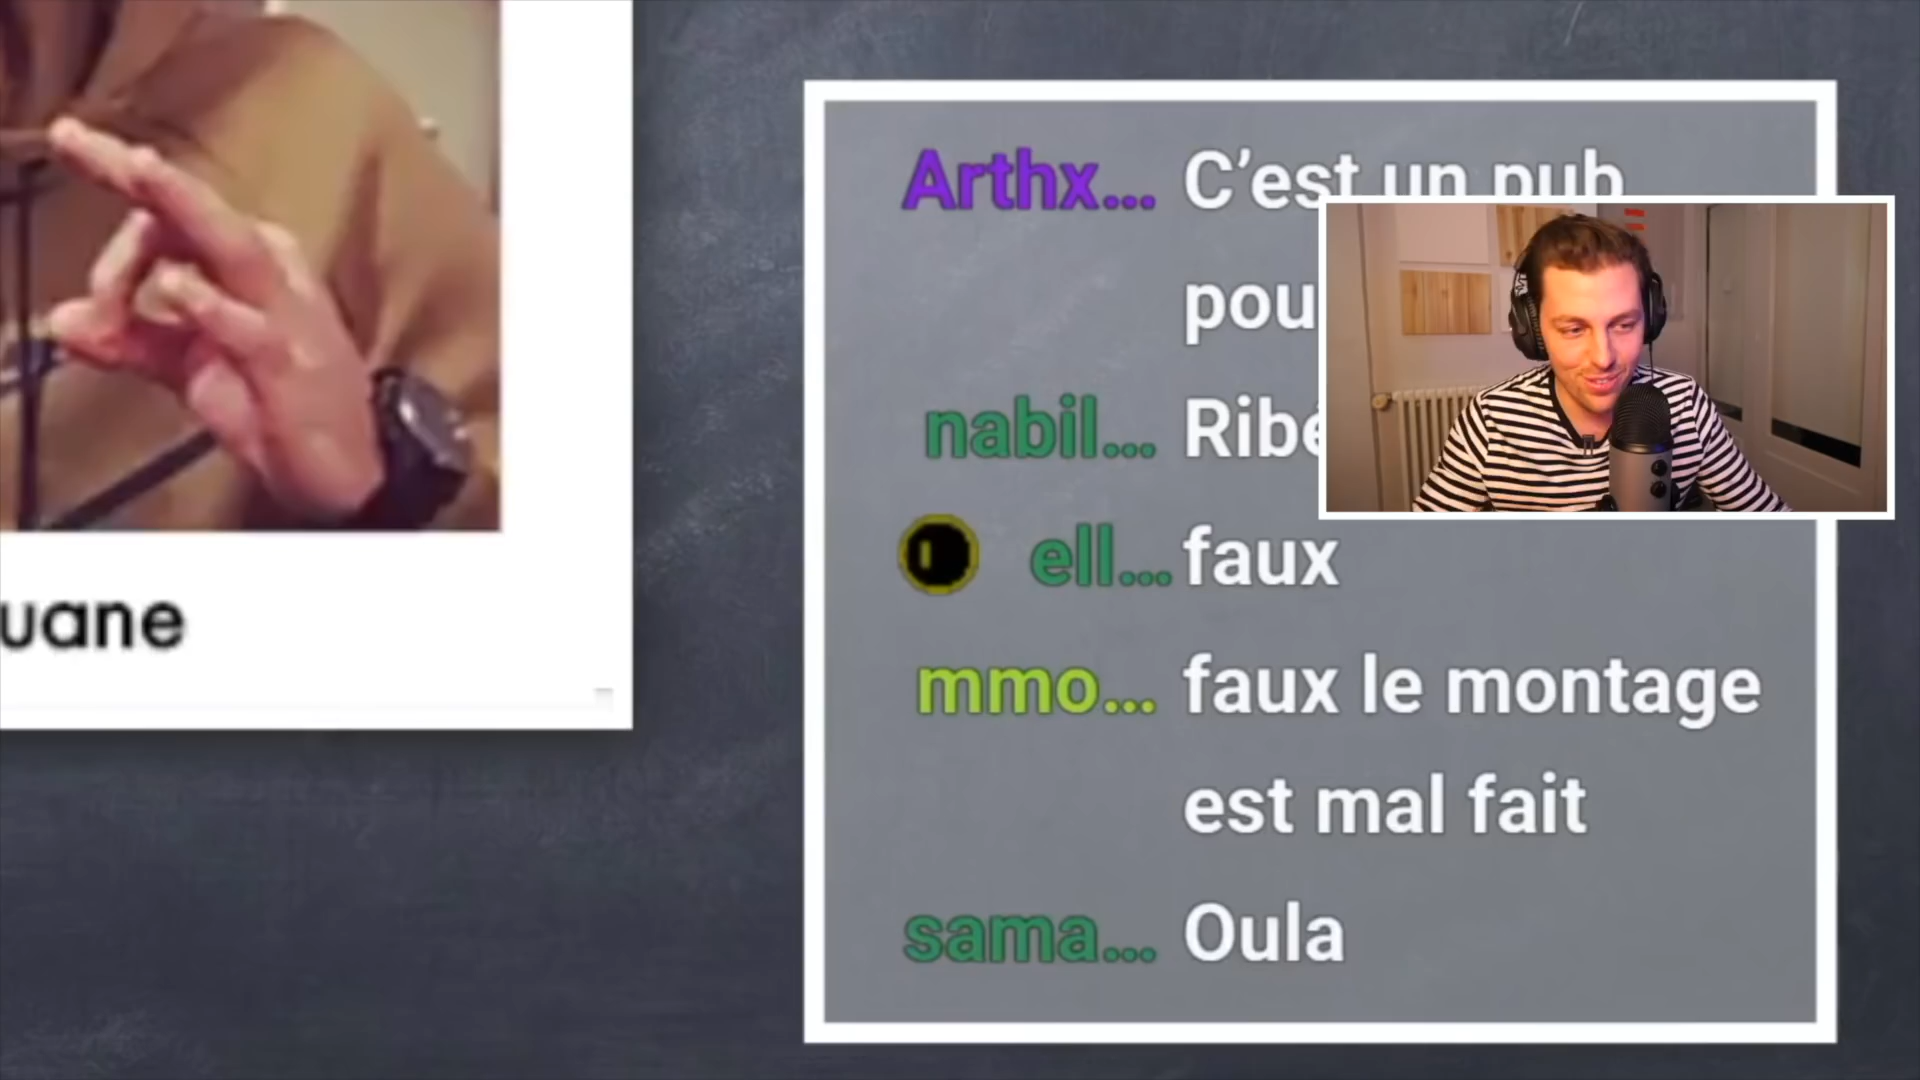 Arthx... C’est un pub
pou
nabil... Ribé
ell... faux
mmo... faux le montage
est mal fait
sama... Oula
uane